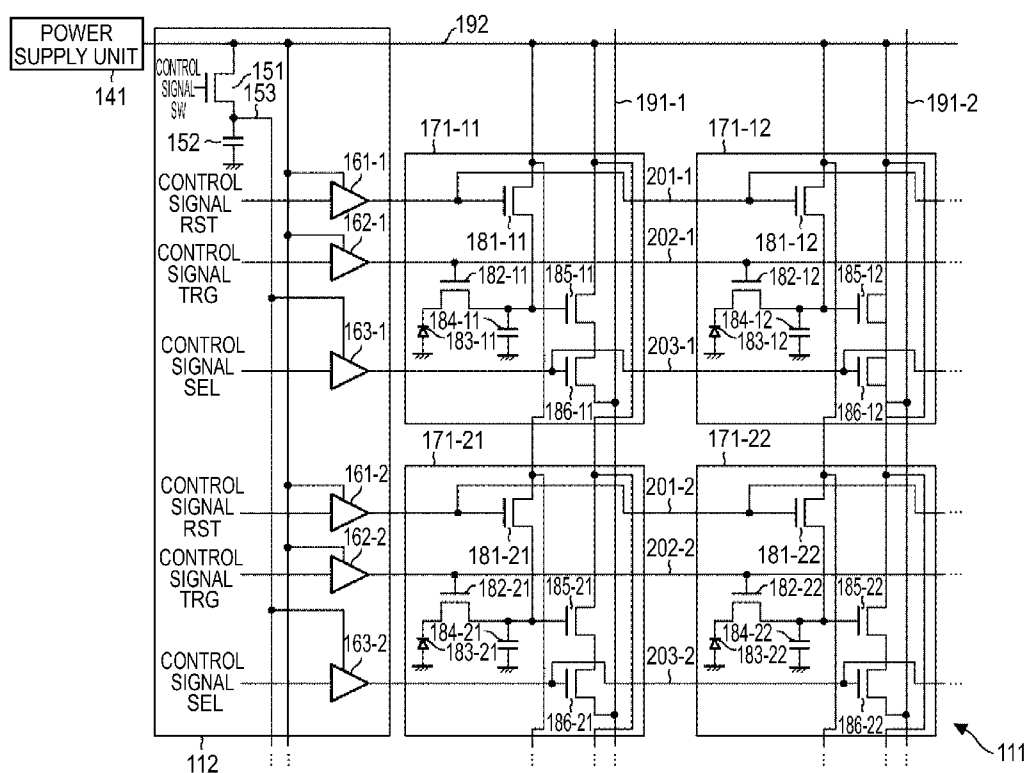 POWER
SUPPLY UNIT
141
192
CONTROL
SIGNAL
SW
151
153
152
191-1
191-2
171-11
171-12
CONTROL
SIGNAL
RST
161-1
181-11
201-1
181-12
CONTROL
SIGNAL
TRG
162-1
182-11
185-11
202-1
182-12
185-12
184-11
183-11
184-12
183-12
CONTROL
SIGNAL
SEL
163-1
186-11
203-1
186-12
171-21
171-22
CONTROL
SIGNAL
RST
161-2
181-21
201-2
181-22
CONTROL
SIGNAL
TRG
162-2
182-21
185-21
202-2
182-22
185-22
184-21
183-21
184-22
183-22
CONTROL
SIGNAL
SEL
163-2
186-21
203-2
186-22
112
111